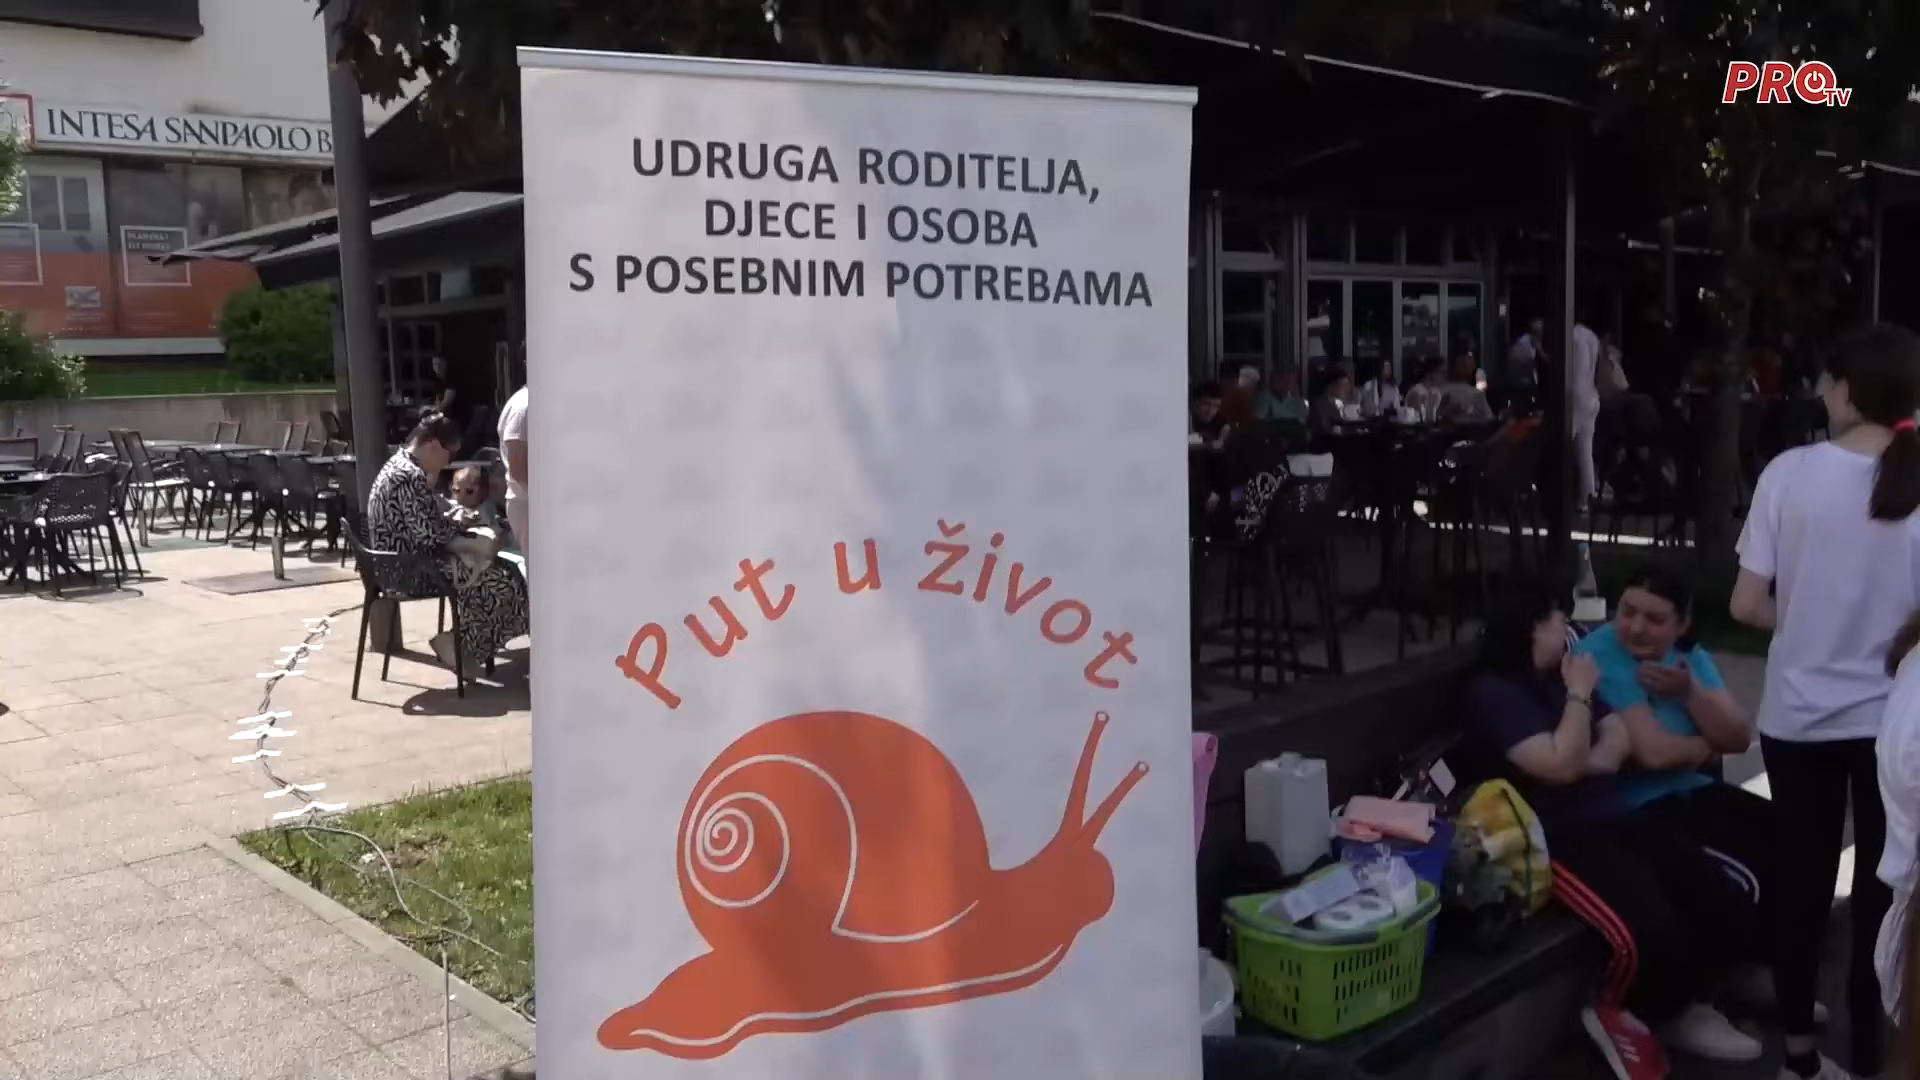 INTESA SANPAOLO B
PRO TV
UDRUGA RODITELJA,
DJECE I OSOBA
S POSEBNIM POTREBAMA
Put u život